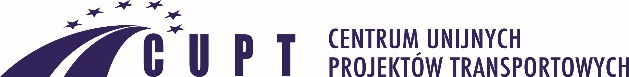 CUPT
CENTRUM UNIJNYCH
PROJEKTÓW TRANSPORTOWYCH